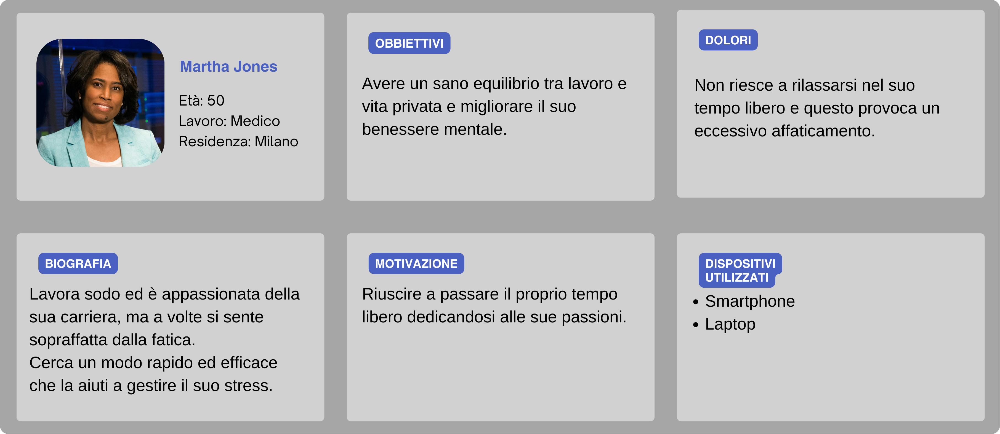 Martha Jones
Età: 50
Lavoro: Medico
Residenza: Milano
OBBIETTIVI
Avere un sano equilibrio tra lavoro e
vita privata e migliorare il suo
benessere mentale.
DOLORI
Non riesce a rilassarsi nel suo
tempo libero e questo provoca un
eccessivo affaticamento.
BIOGRAFIA
Lavora sodo ed è appassionata della
sua carriera, ma a volte si sente
sopraffatta dalla fatica.
Cerca un modo rapido ed efficace
che la aiuti a gestire il suo stress.
MOTIVAZIONE
Riuscire a passare il proprio tempo
libero dedicandosi alle sue passioni.
DISPOSITIVI
UTILIZZATI
• Smartphone
• Laptop